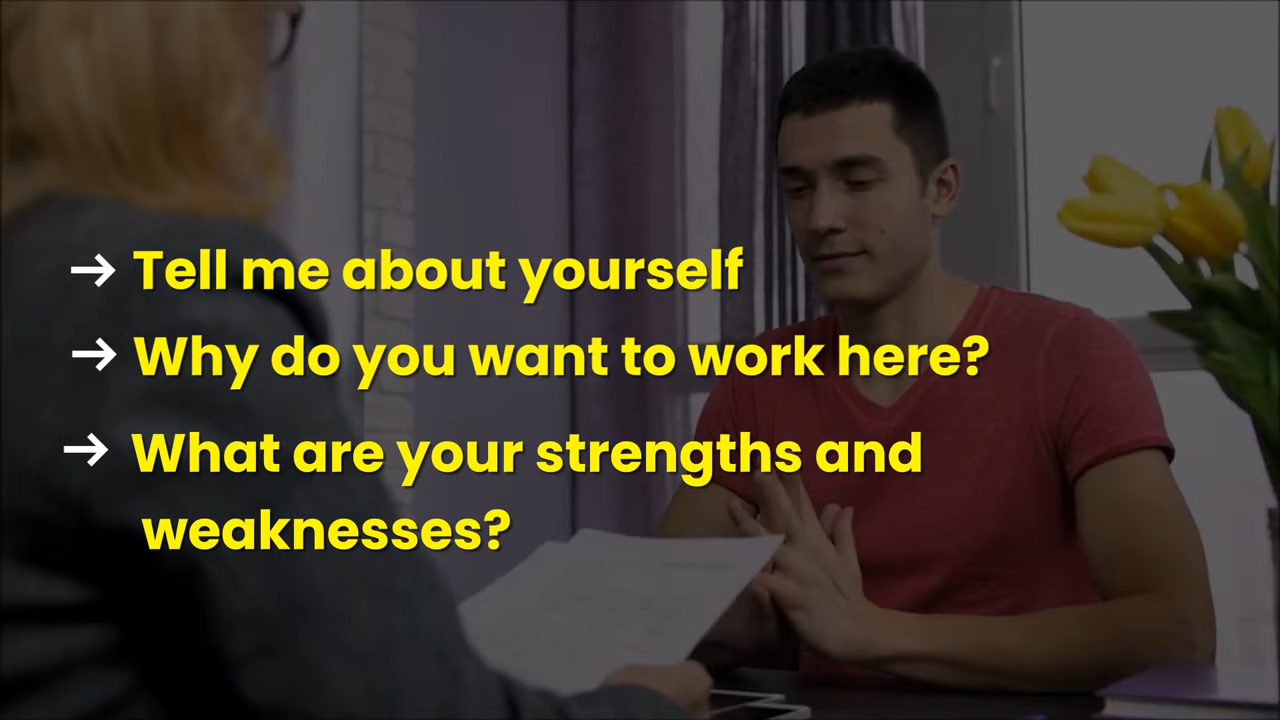 → Tell me about yourself
→ Why do you want to work here?
→ What are your strengths and
weaknesses?